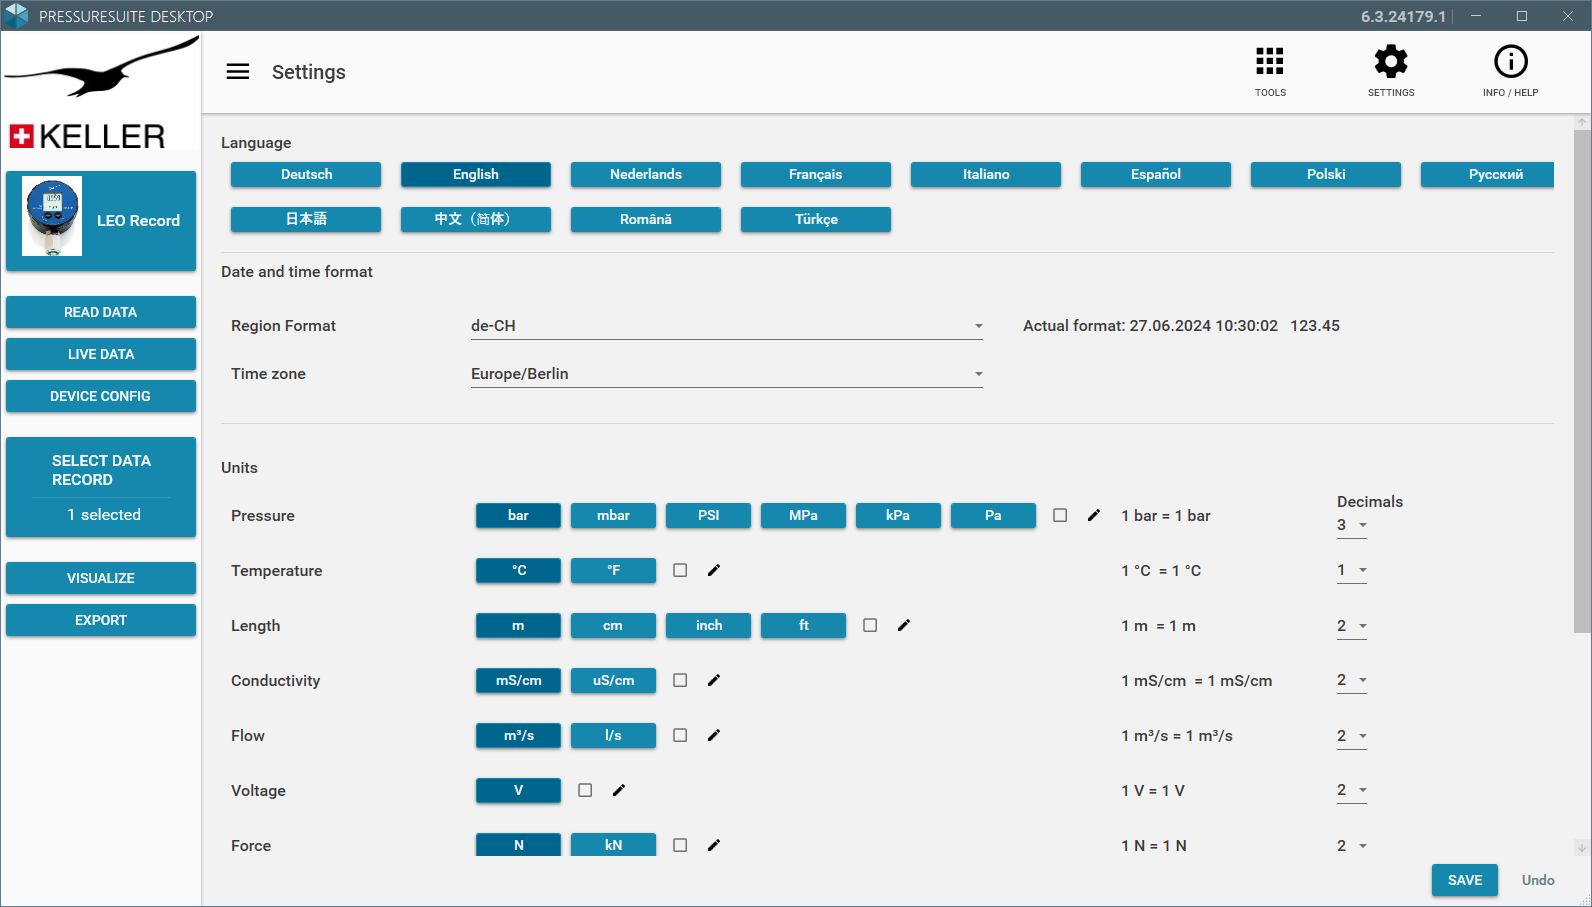 PRESSURESUITE DESKTOP
6.3.24179.1
KELLER
Settings
TOOLS
SETTINGS
INFO / HELP
LEO Record
READ DATA
LIVE DATA
DEVICE CONFIG
SELECT DATA
RECORD
1 selected
VISUALIZE
EXPORT
Language
Deutsch English Nederlands Français Italiano Español Polski Русский
日本語 中文（简体） Română Türkçe
Date and time format
Region Format de-CH Actual format: 27.06.2024 10:30:02 123.45
Time zone Europe/Berlin
Units
Decimals
Pressure bar mbar PSI MPa kPa Pa 1 bar = 1 bar 3
Temperature °C °F 1 °C = 1 °C 1
Length m cm inch ft 1 m = 1 m 2
Conductivity mS/cm uS/cm 1 mS/cm = 1 mS/cm 2
Flow m³/s l/s 1 m³/s = 1 m³/s 2
Voltage V 1 V = 1 V 2
Force N kN 1 N = 1 N 2
SAVE Undo